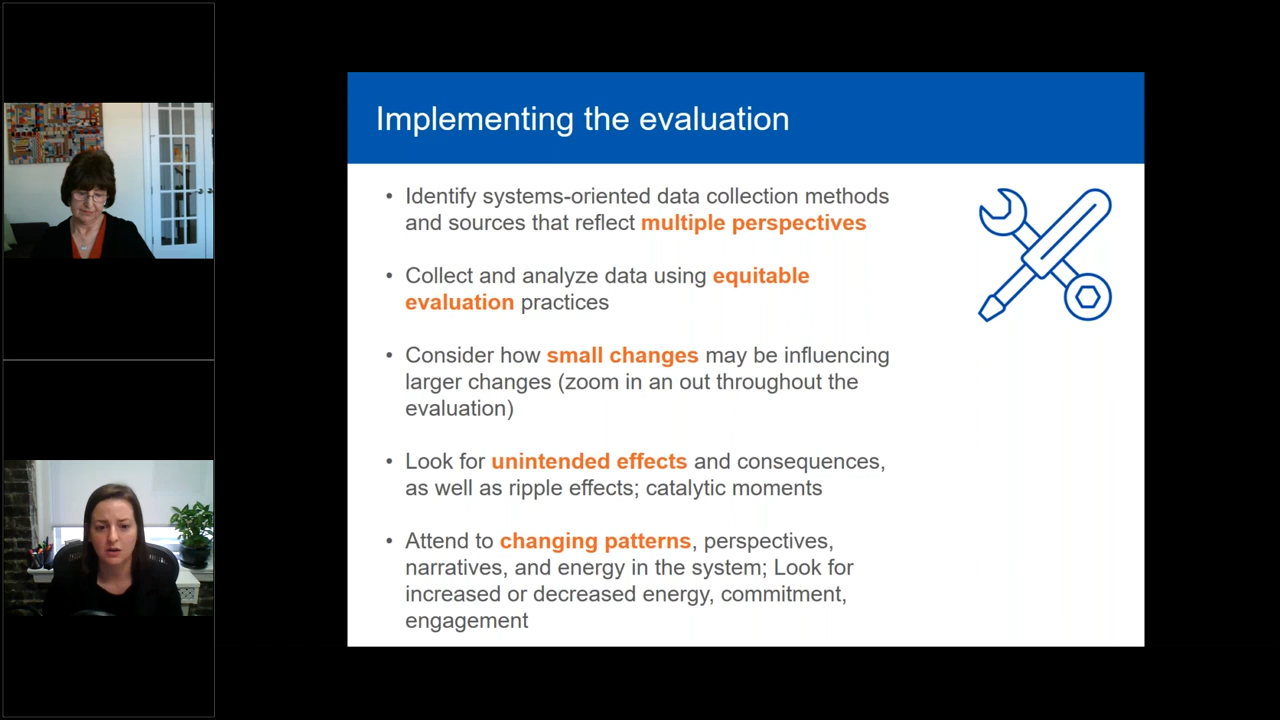 Implementing the evaluation
• Identify systems-oriented data collection methods
and sources that reflect multiple perspectives
• Collect and analyze data using equitable
evaluation practices
• Consider how small changes may be influencing
larger changes (zoom in an out throughout the
evaluation)
• Look for unintended effects and consequences,
as well as ripple effects; catalytic moments
• Attend to changing patterns, perspectives,
narratives, and energy in the system; Look for
increased or decreased energy, commitment,
engagement